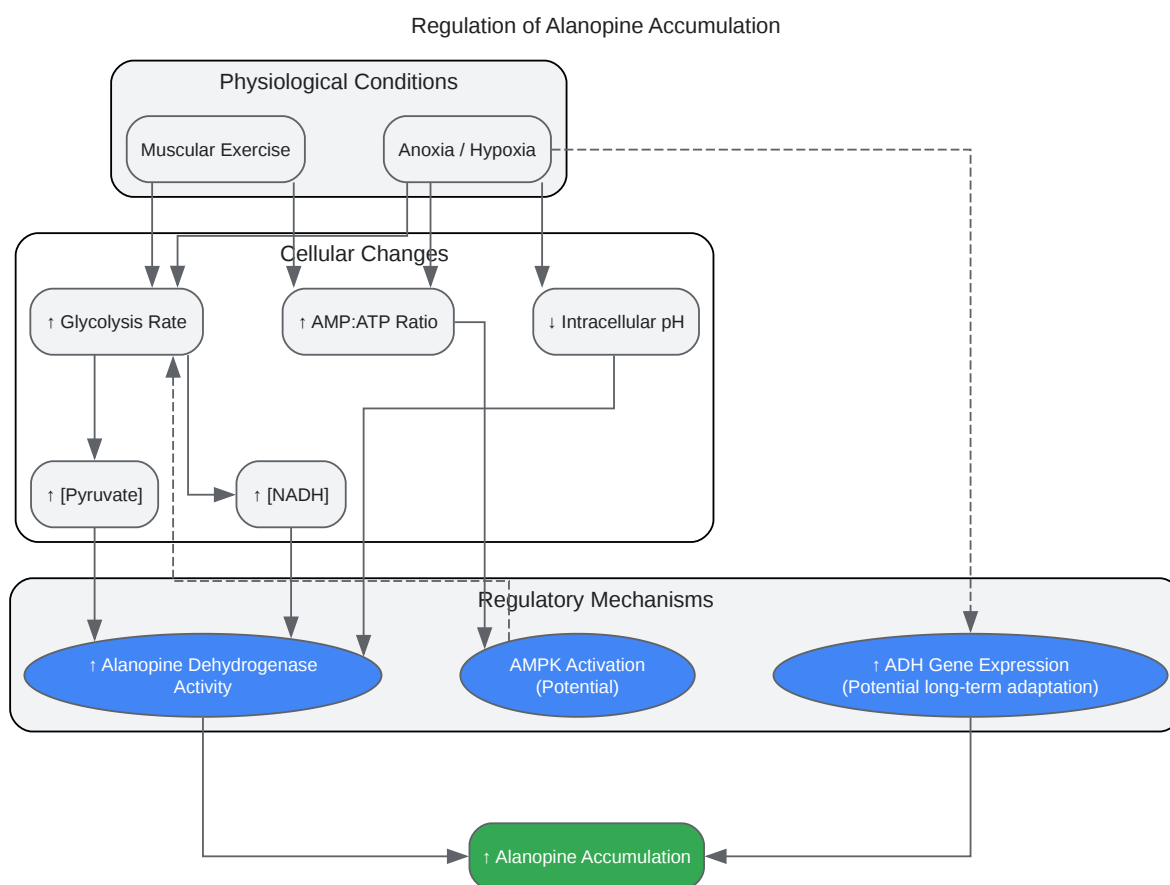 Regulation of Alanopine Accumulation
Physiological Conditions
Muscular Exercise
Anoxia / Hypoxia
Cellular Changes
↑ Glycolysis Rate
↑ AMP:ATP Ratio
↓ Intracellular pH
↑ [Pyruvate]
↑ [NADH]
Regulatory Mechanisms
↑ Alanopine Dehydrogenase
Activity
AMPK Activation
(Potential)
↑ ADH Gene Expression
(Potential long-term adaptation)
↑ Alanopine Accumulation